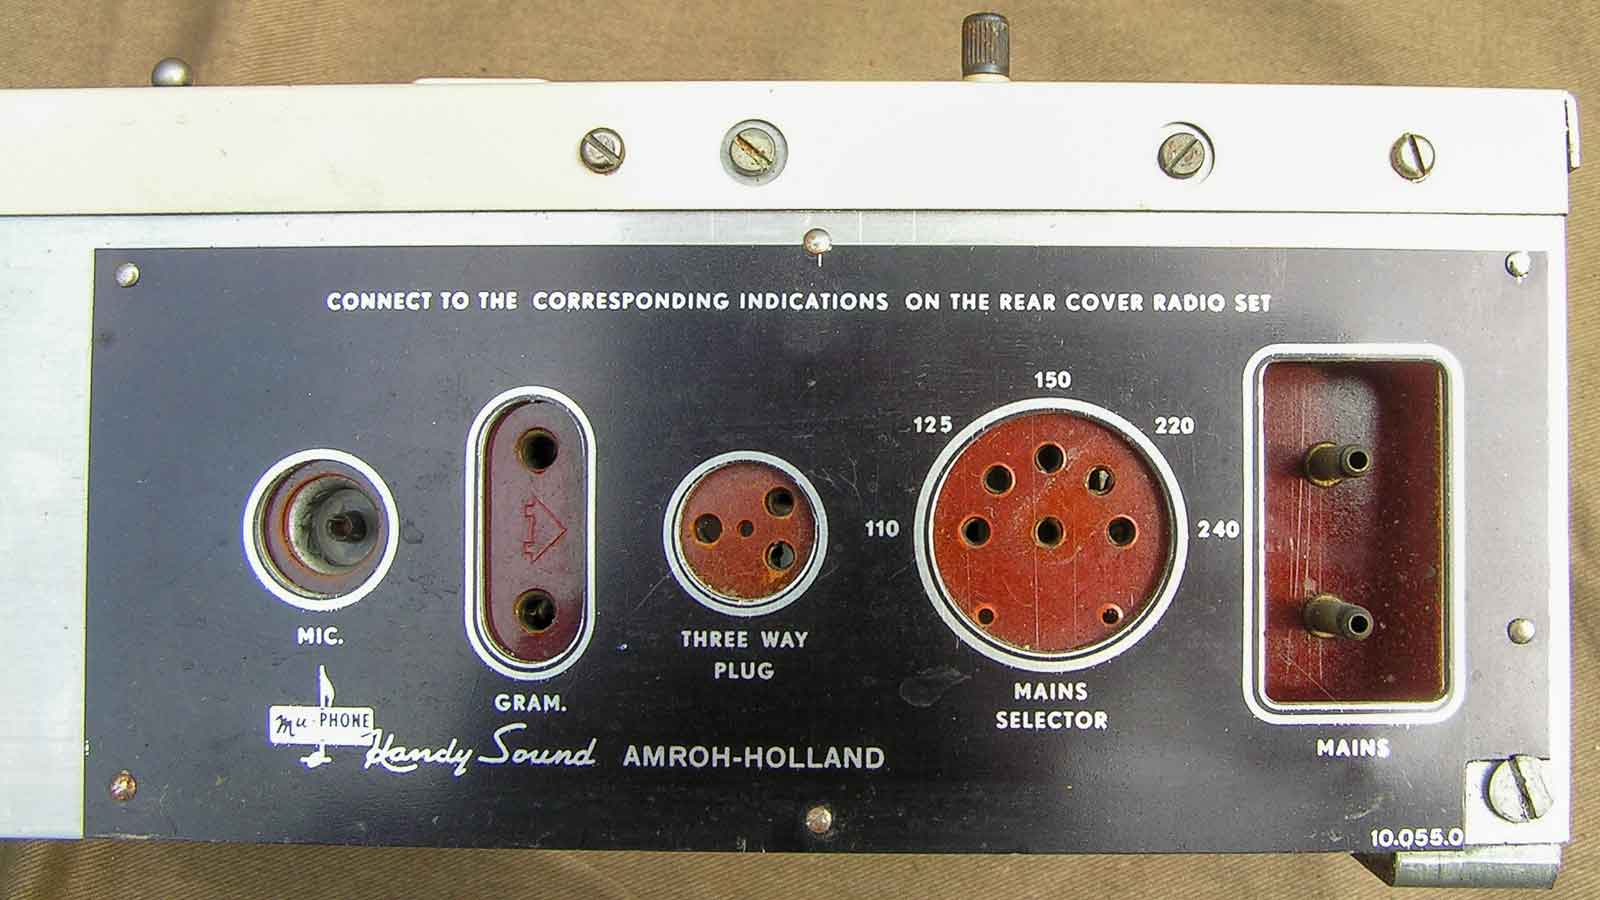 CONNECT TO THE CORRESPONDING INDICATIONS ON THE REAR COVER RADIO SET
150
125
220
110
240
MIC.
GRAM.
THREE WAY
PLUG
MAINS
SELECTOR
MAINS
Mu-PHONE
Handy Sound AMROH-HOLLAND
10.055.0